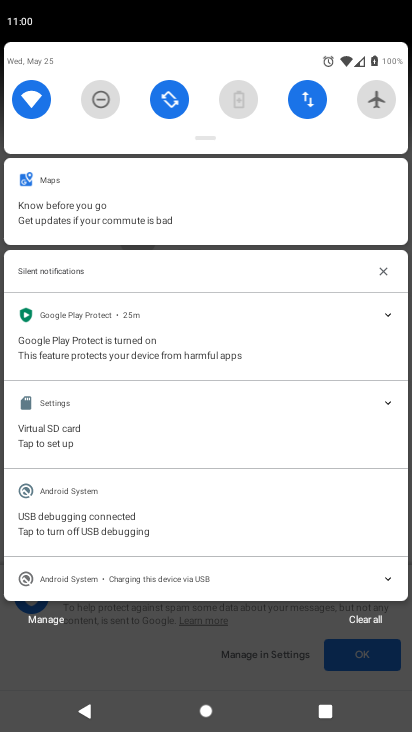 11:00
Wed, May 25
100%
Maps
Know before you go
Get updates if your commute is bad
Silent notifications
Google Play Protect • 25m
Google Play Protect is turned on
This feature protects your device from harmful apps
Settings
Virtual SD card
Tap to set up
Android System
USB debugging connected
Tap to turn off USB debugging
Android System • Charging this device via USB
To help protect against spam some data about your messages, but not any
content, is sent to Google. Learn more
Manage
Clear all
Manage in Settings
OK